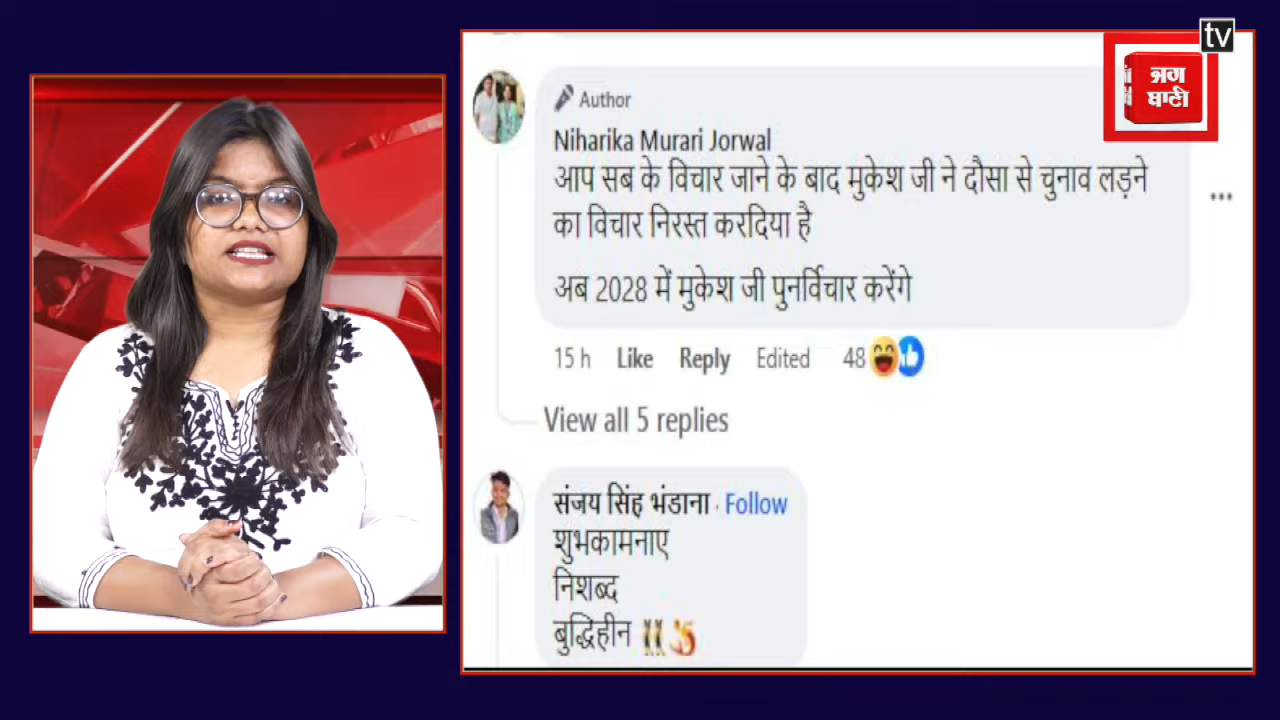 tv
जग
बाणी
Author
Niharika Murari Jorwal
आप सब के विचार जाने के बाद मुकेश जी ने दौसा से चुनाव लड़ने
का विचार निरस्त करदिया है
अब 2028 में मुकेश जी पुनर्विचार करेंगे
15 h Like Reply Edited 48
View all 5 replies
संजय सिंह भंडाना · Follow
शुभकामनाए
निशब्द
बुद्धिहीन